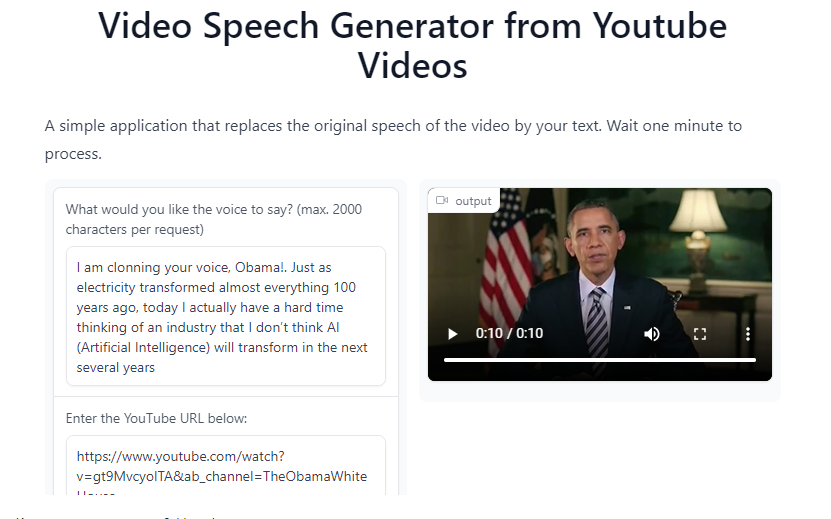 Video Speech Generator from Youtube
Videos
A simple application that replaces the original speech of the video by your text. Wait one minute to
process.
What would you like the voice to say? (max. 2000
characters per request)
I am clonning your voice, Obama!. Just as
electricity transformed almost everything 100
years ago, today I actually have a hard time
thinking of an industry that I don't think AI
(Artificial Intelligence) will transform in the next
several years
Enter the YouTube URL below:
https://www.youtube.com/watch?
v=gt9MvcyolTA&ab_channel=TheObamaWhite
output
0:10 / 0:10